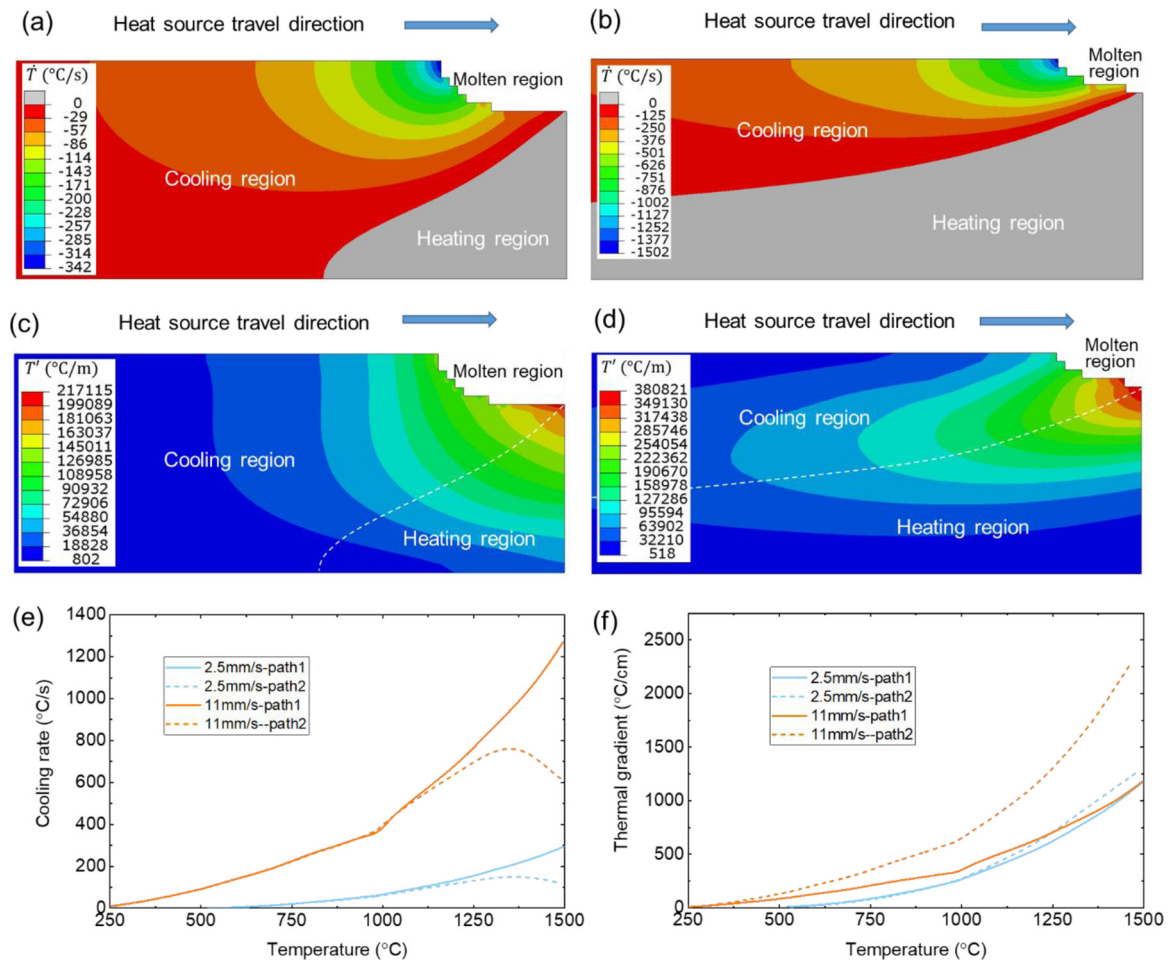 (a)
Heat source travel direction
Ṫ (°C/s)
0
-29
-57
-86
-114
-143
-171
-200
-228
-257
-285
-314
-342
Molten region
Cooling region
Heating region
(b)
Heat source travel direction
Ṫ (°C/s)
0
-125
-250
-376
-501
-626
-751
-876
-1002
-1127
-1252
-1377
-1502
Molten
region
Cooling region
Heating region
(c)
Heat source travel direction
T′ (°C/m)
217115
199089
181063
163037
145011
126985
108958
90932
72906
54880
36854
18828
802
Molten region
Cooling region
Heating region
(d)
Heat source travel direction
T′ (°C/m)
380821
349130
317438
285746
254054
222362
190670
158978
127286
95594
63902
32210
518
Molten
region
Cooling region
Heating region
(e)
Cooling rate (°C/s)
1400
1200
1000
800
600
400
200
0
2.5mm/s-path1
2.5mm/s-path2
11mm/s-path1
11mm/s--path2
250 500 750 1000 1250 1500
Temperature (°C)
(f)
Thermal gradient (°C/cm)
2500
2000
1750
1250
1000
500
250
0
2.5mm/s-path1
2.5mm/s-path2
11mm/s-path1
11mm/s--path2
250 500 750 1000 1250 1500
Temperature (°C)